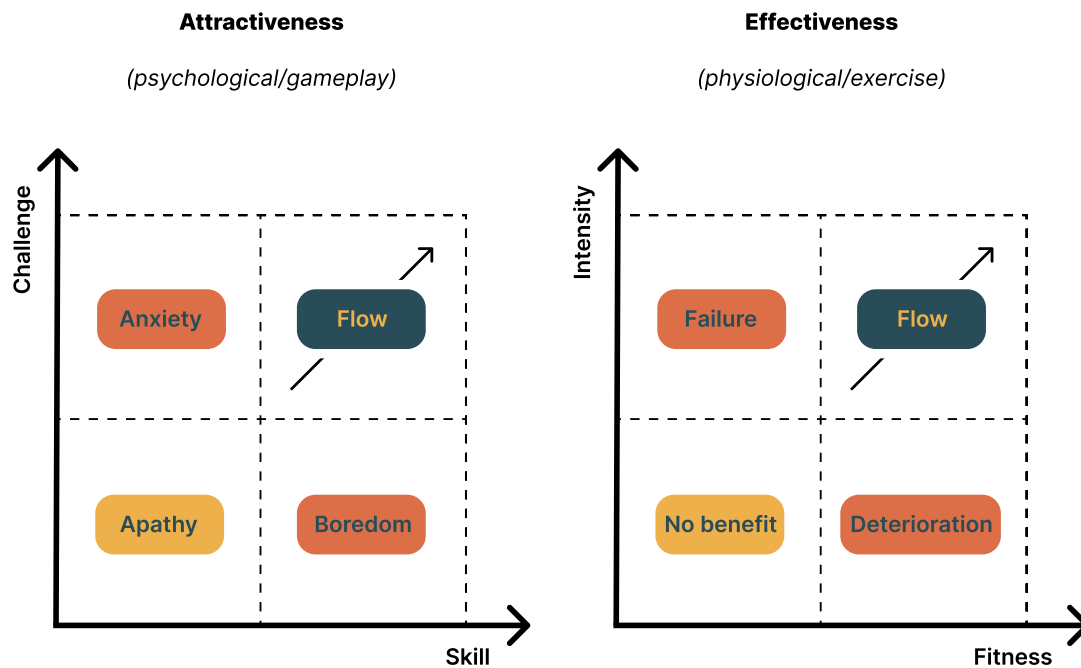 Attractiveness
(psychological/gameplay)
Challenge
Anxiety
Flow
Apathy
Boredom
Skill
Effectiveness
(physiological/exercise)
Intensity
Failure
Flow
No benefit
Deterioration
Fitness